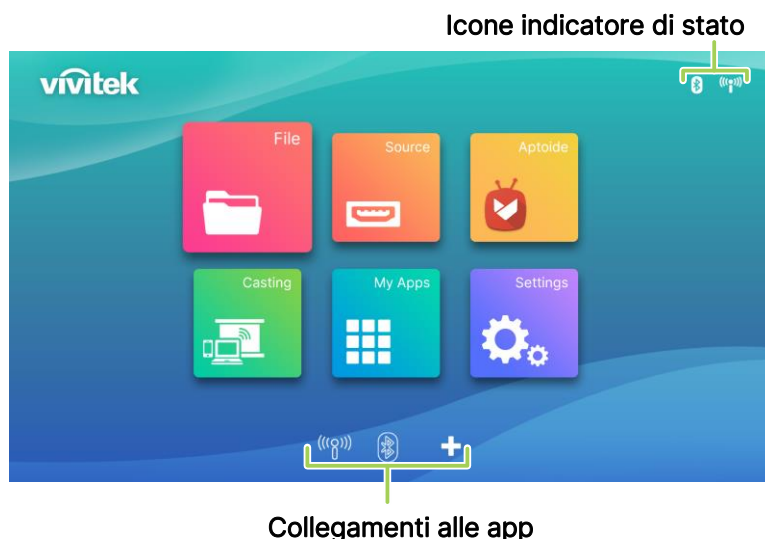 Icone indicatore di stato
vivitek
File
Source
Aptoide
Casting
My Apps
Settings
Collegamenti alle app